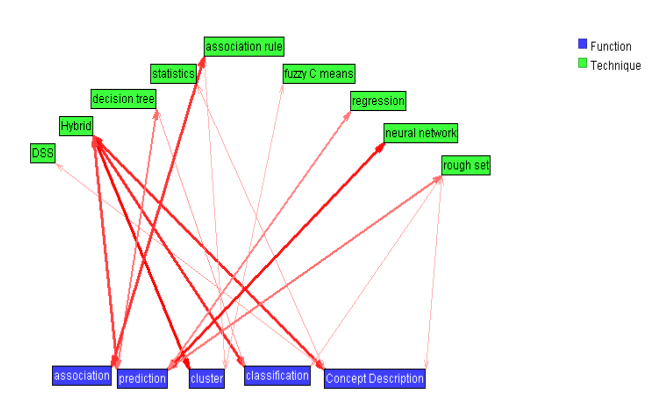 association rule
Function
statistics
fuzzy C means
Technique
decision tree
regression
Hybrid
neural network
DSS
rough set
association
prediction
cluster
classification
Concept Description